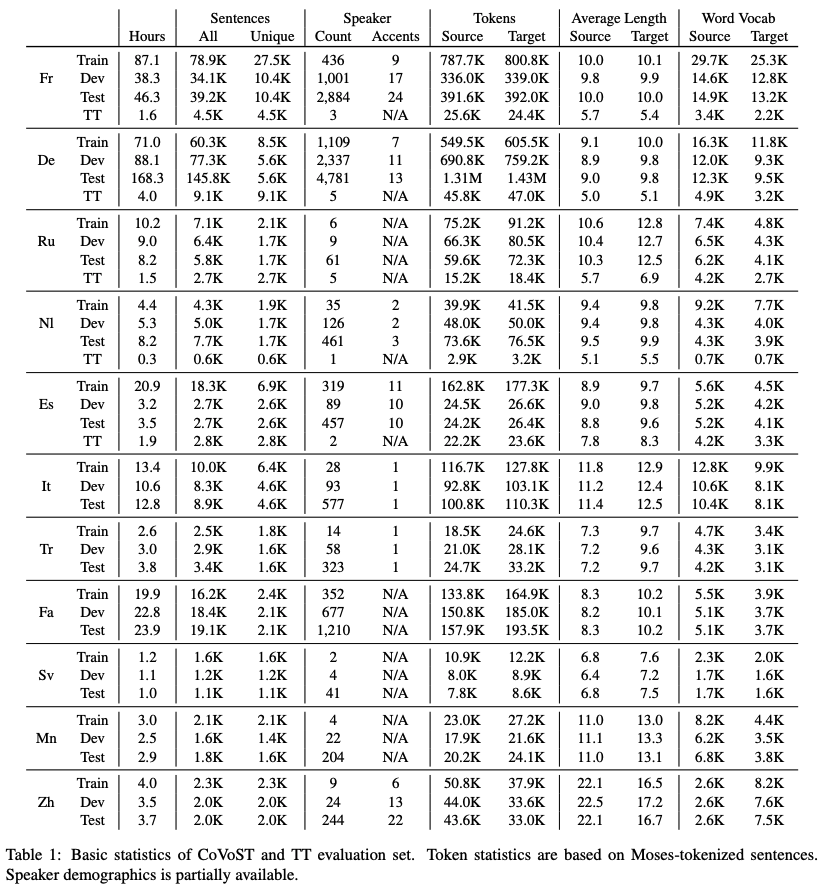 Sentences Speaker Tokens Average Length Word Vocab
Hours All Unique Count Accents Source Target Source Target Source Target
Train 87.1 78.9K 27.5K 436 9 787.7K 800.8K 10.0 10.1 29.7K 25.3K
Fr Dev 38.3 34.1K 10.4K 1,001 17 336.0K 339.0K 9.8 9.9 14.6K 12.8K
Test 46.3 39.2K 10.4K 2,884 24 391.6K 392.0K 10.0 10.0 14.9K 13.2K
TT 1.6 4.5K 4.5K 3 N/A 25.6K 24.4K 5.7 5.4 3.4K 2.2K
Train 71.0 60.3K 8.5K 1,109 7 549.5K 605.5K 9.1 10.0 16.3K 11.8K
De Dev 88.1 77.3K 5.6K 2,337 11 690.8K 759.2K 8.9 9.8 12.0K 9.3K
Test 168.3 145.8K 5.6K 4,781 13 1.31M 1.43M 9.0 9.8 12.3K 9.5K
TT 4.0 9.1K 9.1K 5 N/A 45.8K 47.0K 5.0 5.1 4.9K 3.2K
Train 10.2 7.1K 2.1K 6 N/A 75.2K 91.2K 10.6 12.8 7.4K 4.8K
Ru Dev 9.0 6.4K 1.7K 9 N/A 66.3K 80.5K 10.4 12.7 6.5K 4.3K
Test 8.2 5.8K 1.7K 61 N/A 59.6K 72.3K 10.3 12.5 6.2K 4.1K
TT 1.5 2.7K 2.7K 5 N/A 15.2K 18.4K 5.7 6.9 4.2K 2.7K
Train 4.4 4.3K 1.9K 35 2 39.9K 41.5K 9.4 9.8 9.2K 7.7K
Nl Dev 5.3 5.0K 1.7K 126 2 48.0K 50.0K 9.4 9.8 4.3K 4.0K
Test 8.2 7.7K 1.7K 461 3 73.6K 76.5K 9.5 9.9 4.3K 3.9K
TT 0.3 0.6K 0.6K 1 N/A 2.9K 3.2K 5.1 5.5 0.7K 0.7K
Train 20.9 18.3K 6.9K 319 11 162.8K 177.3K 8.9 9.7 5.6K 4.5K
Es Dev 3.2 2.7K 2.6K 89 10 24.5K 26.6K 9.0 9.8 5.2K 4.2K
Test 3.5 2.7K 2.6K 457 10 24.2K 26.4K 8.8 9.6 5.2K 4.1K
TT 1.9 2.8K 2.8K 2 N/A 22.2K 23.6K 7.8 8.3 4.2K 3.3K
Train 13.4 10.0K 6.4K 28 1 116.7K 127.8K 11.8 12.9 12.8K 9.9K
It Dev 10.6 8.3K 4.6K 93 1 92.8K 103.1K 11.2 12.4 10.6K 8.1K
Test 12.8 8.9K 4.6K 577 1 100.8K 110.3K 11.4 12.5 10.4K 8.1K
Train 2.6 2.5K 1.8K 14 1 18.5K 24.6K 7.3 9.7 4.7K 3.4K
Tr Dev 3.0 2.9K 1.6K 58 1 21.0K 28.1K 7.2 9.6 4.3K 3.1K
Test 3.8 3.4K 1.6K 323 1 24.7K 33.2K 7.2 9.7 4.2K 3.1K
Train 19.9 16.2K 2.4K 352 N/A 133.8K 164.9K 8.3 10.2 5.5K 3.9K
Fa Dev 22.8 18.4K 2.1K 677 N/A 150.8K 185.0K 8.2 10.1 5.1K 3.7K
Test 23.9 19.1K 2.1K 1,210 N/A 157.9K 193.5K 8.3 10.2 5.1K 3.7K
Train 1.2 1.6K 1.6K 2 N/A 10.9K 12.2K 6.8 7.6 2.3K 2.0K
Sv Dev 1.1 1.2K 1.2K 4 N/A 8.0K 8.9K 6.4 7.2 1.7K 1.6K
Test 1.0 1.1K 1.1K 41 N/A 7.8K 8.6K 6.8 7.5 1.7K 1.6K
Train 3.0 2.1K 2.1K 4 N/A 23.0K 27.2K 11.0 13.0 8.2K 4.4K
Mn Dev 2.5 1.6K 1.4K 22 N/A 17.9K 21.6K 11.1 13.3 6.2K 3.5K
Test 2.9 1.8K 1.6K 204 N/A 20.2K 24.1K 11.0 13.1 6.8K 3.8K
Train 4.0 2.3K 2.3K 9 6 50.8K 37.9K 22.1 16.5 2.6K 8.2K
Zh Dev 3.5 2.0K 2.0K 24 13 44.0K 33.6K 22.5 17.2 2.6K 7.6K
Test 3.7 2.0K 2.0K 244 22 43.6K 33.0K 22.1 16.7 2.6K 7.5K
Table 1: Basic statistics of CoVoST and TT evaluation set. Token statistics are based on Moses-tokenized sentences.
Speaker demographics is partially available.